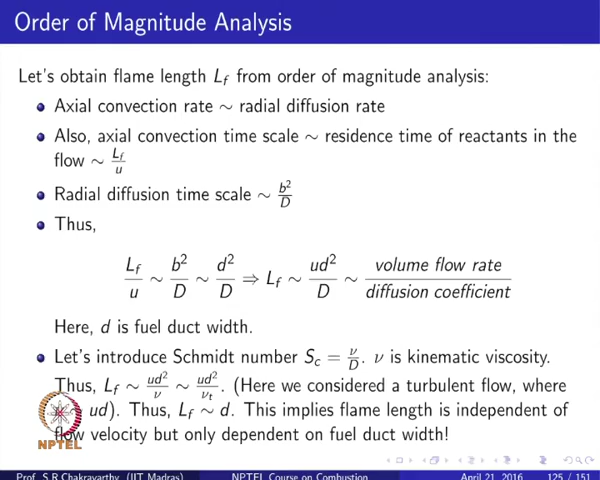 Order of Magnitude Analysis
Let's obtain flame length L_f from order of magnitude analysis:
Axial convection rate ∼ radial diffusion rate
Also, axial convection time scale ∼ residence time of reactants in the
flow ∼ L_f/u
Radial diffusion time scale ∼ b²/D
Thus,
L_f/u ∼ b²/D ∼ d²/D ⇒ L_f ∼ ud²/D ∼ volume flow rate/diffusion coefficient
Here, d is fuel duct width.
Let's introduce Schmidt number S_c = ν/D. ν is kinematic viscosity.
Thus, L_f ∼ ud²/ν ∼ ud²/ν_t. (Here we considered a turbulent flow, where
ud). Thus, L_f ∼ d. This implies flame length is independent of
flow velocity but only dependent on fuel duct width!
NPTEL
Prof. S.R Chakravarthy (IIT Madras) NPTEL Course on Combustion April 21, 2016 125 / 151